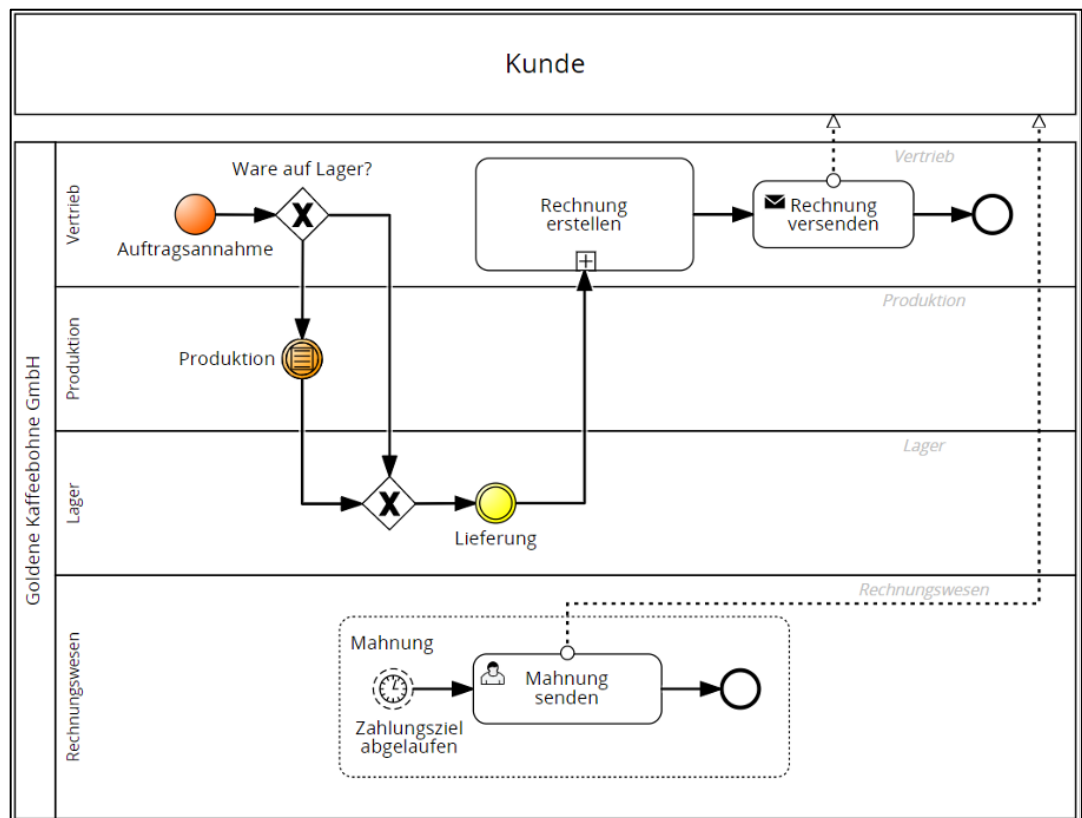 Kunde
Goldene Kaffeebohne GmbH
Vertrieb
Vertrieb
Ware auf Lager?
X
Auftragsannahme
Rechnung
erstellen
Rechnung
versenden
Produktion
Produktion
Produktion
Lager
Lager
X
Lieferung
Rechnungswesen
Rechnungswesen
Mahnung
Zahlungsziel
abgelaufen
Mahnung
senden